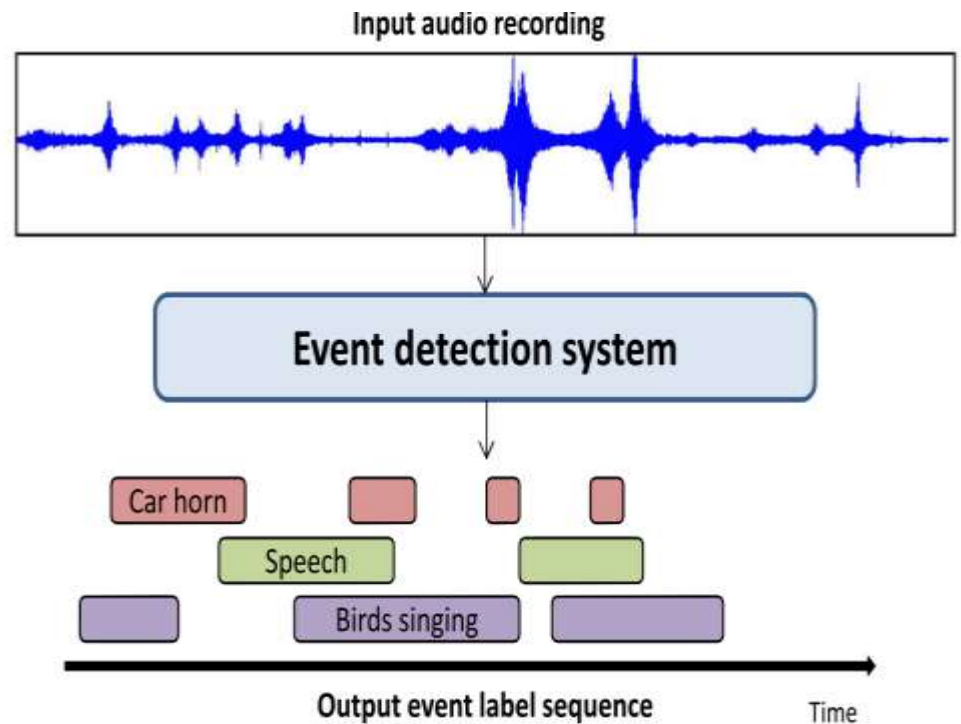 Input audio recording
Event detection system
Car horn
Speech
Birds singing
Output event label sequence
Time